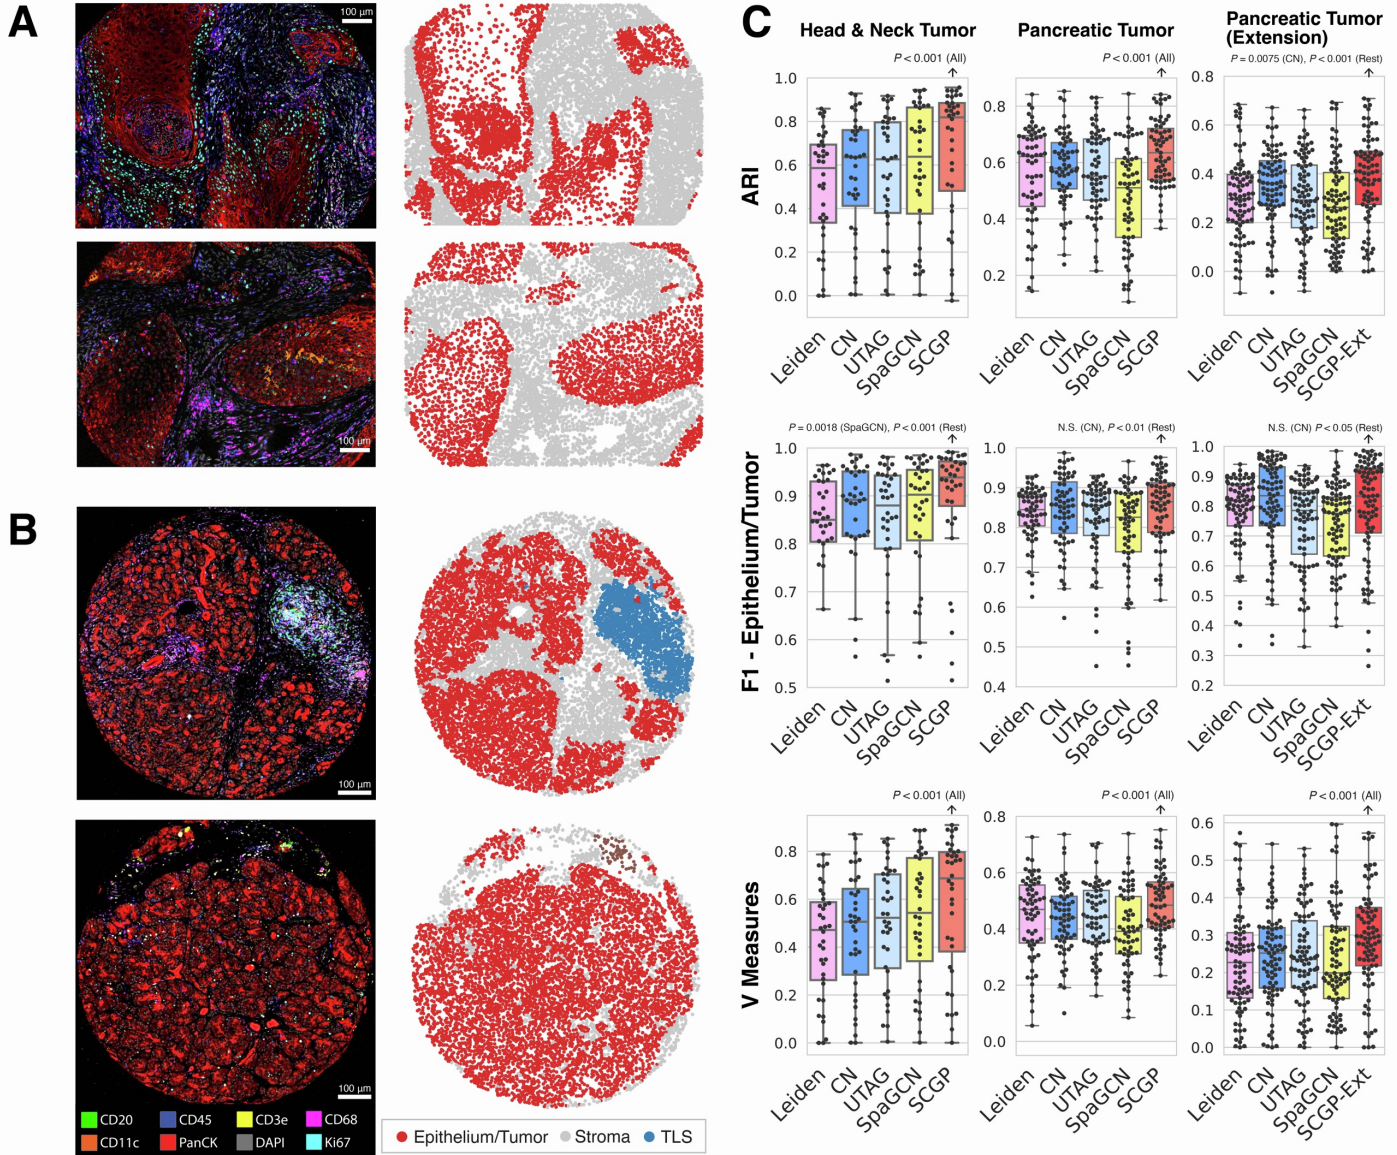 A
100 µm
100 µm
B
100 µm
100 µm
CD20 CD45 CD3e CD68
CD11c PanCK DAPI Ki67
Epithelium/Tumor Stroma TLS
C
Head & Neck Tumor
Pancreatic Tumor
Pancreatic Tumor
(Extension)
P < 0.001 (All)
P < 0.001 (All)
P = 0.0075 (CN), P < 0.001 (Rest)
ARI
1.0
0.8
0.6
0.4
0.2
0.0
Leiden CN UTAG SpaGCN SCGP
0.8
0.6
0.4
0.2
Leiden CN UTAG SpaGCN SCGP
0.8
0.6
0.4
0.2
0.0
Leiden CN UTAG SpaGCN SCGP-Ext
P = 0.0018 (SpaGCN), P < 0.001 (Rest)
N.S. (CN), P < 0.01 (Rest)
N.S. (CN) P < 0.05 (Rest)
F1 - Epithelium/Tumor
1.0
0.9
0.8
0.7
0.6
0.5
Leiden CN UTAG SpaGCN SCGP
1.0
0.9
0.8
0.7
0.6
0.5
0.4
Leiden CN UTAG SpaGCN SCGP
1.0
0.9
0.8
0.7
0.6
0.5
0.4
0.3
0.2
Leiden CN UTAG SpaGCN SCGP-Ext
P < 0.001 (All)
P < 0.001 (All)
P < 0.001 (All)
V Measures
0.8
0.6
0.4
0.2
0.0
Leiden CN UTAG SpaGCN SCGP
0.8
0.6
0.4
0.2
0.0
Leiden CN UTAG SpaGCN SCGP
0.6
0.5
0.4
0.3
0.2
0.1
0.0
Leiden CN UTAG SpaGCN SCGP-Ext